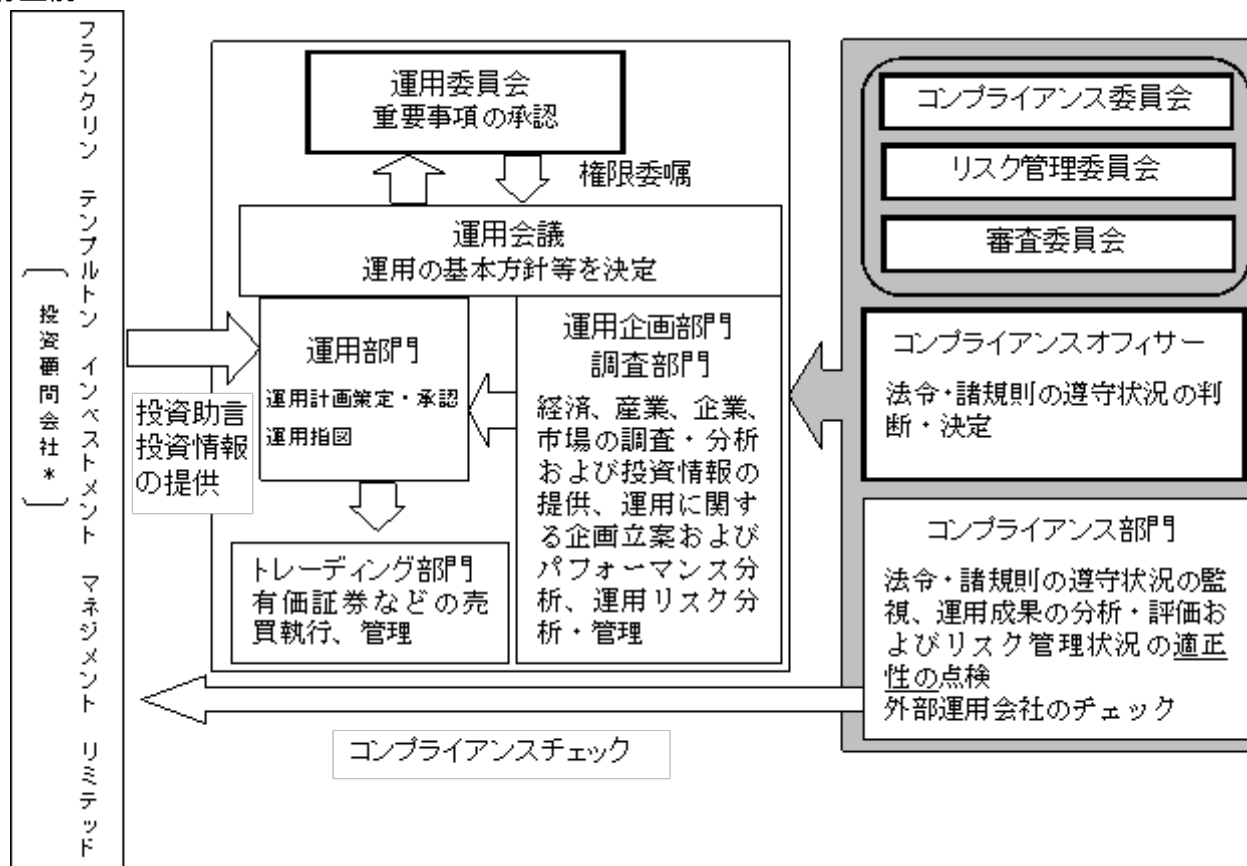 フランクリン テンプルトン インベストメント マネジメント リミテッド
（投資顧問会社＊）
運用委員会
重要事項の承認
権限委嘱
運用会議
運用の基本方針等を決定
運用部門
運用計画策定・承認
運用指図
投資助言
投資情報
の提供
運用企画部門
調査部門
経済、産業、企業、
市場の調査・分析
および投資情報の
提供、運用に関す
る企画立案および
パフォーマンス分
析、運用リスク分
析・管理
トレーディング部門
有価証券などの売
買執行、管理
コンプライアンス委員会
リスク管理委員会
審査委員会
コンプライアンスオフィサー
法令・諸規則の遵守状況の判
断・決定
コンプライアンス部門
法令・諸規則の遵守状況の監
視、運用成果の分析・評価お
よびリスク管理状況の適正
性の点検
外部運用会社のチェック
コンプライアンスチェック